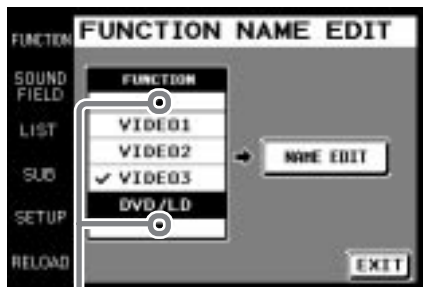 FUNCTION NAME EDIT
FUNCTION
SOUND FIELD
LIST
SUB
SETUP
RELOAD
FUNCTION
VIDEO1
VIDEO2
✓ VIDEO3
DVD/LD
NAME EDIT
EXIT